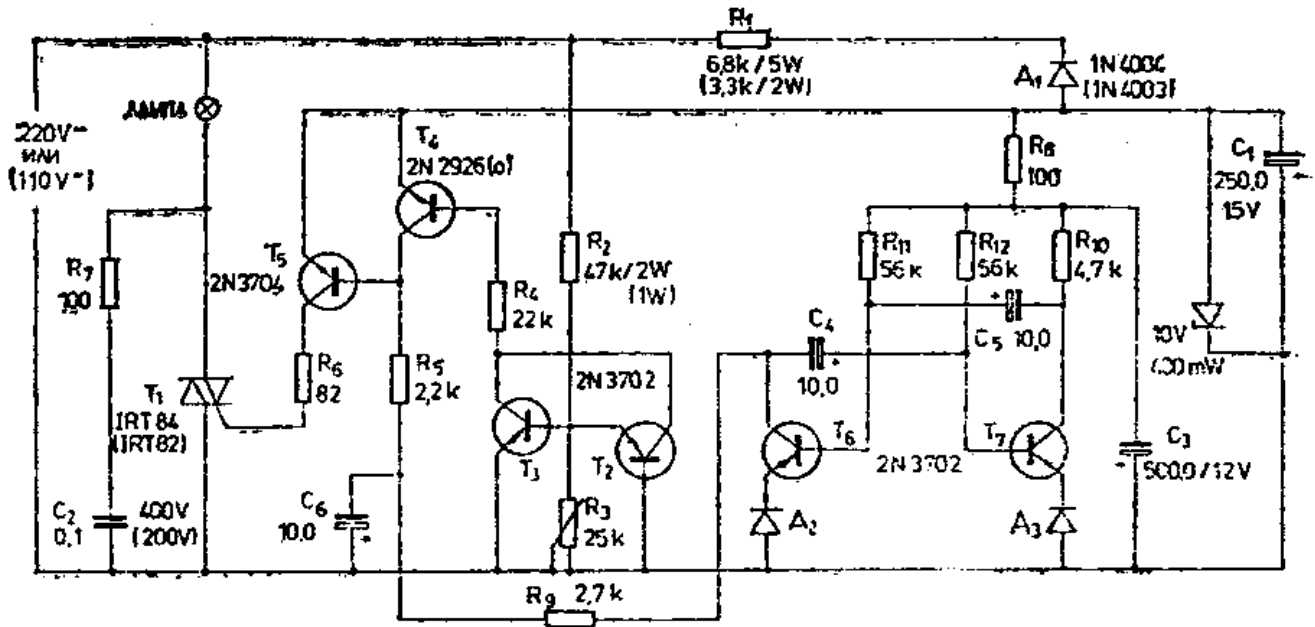 R1
6,8k/5W
(3,3k/2W)
A1
1N4004
(1N4003)
ЛАМПА
220V~
ИЛИ
(110V~)
T4
2N2926(o)
R8
100
C1
250,0
15V
R7
100
T5
2N3704
R2
47k/2W
(1W)
R11
56k
R12
56k
R10
4,7k
R4
22k
C4
10,0
C5 10,0
10V
400mW
R6
82
R5
2,2k
2N3702
T1
IRT84
(IRT82)
T3
T2
T6
2N3702
T7
C3
500,0/12V
C2
0,1
400V
(200V)
C6
10,0
R3
25k
A2
A3
R9
2,7k